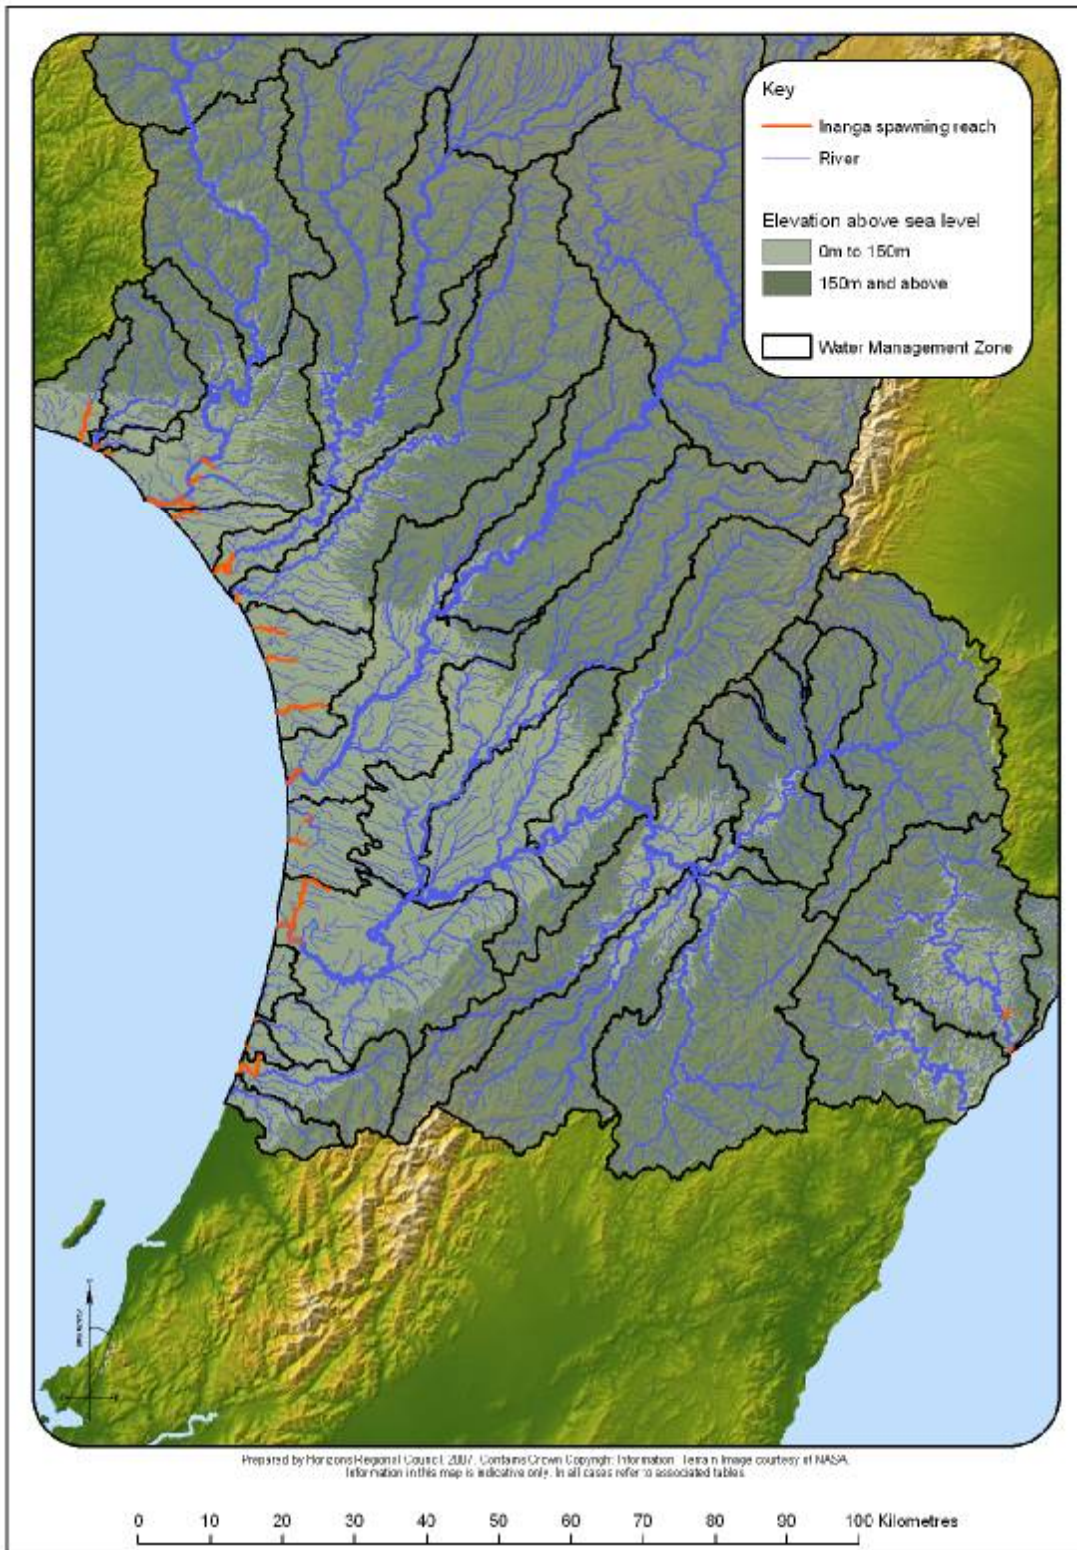 Key
Inanga spawning reach
River
Elevation above sea level
0m to 150m
150m and above
Water Management Zone
Prepared by Horizons Regional Council, 2007. Contains Crown Copyright Information. Terrain Image courtesy of NASA.
Information in this map is indicative only. In all cases refer to associated tables.
0 10 20 30 40 50 60 70 80 90 100 Kilometres